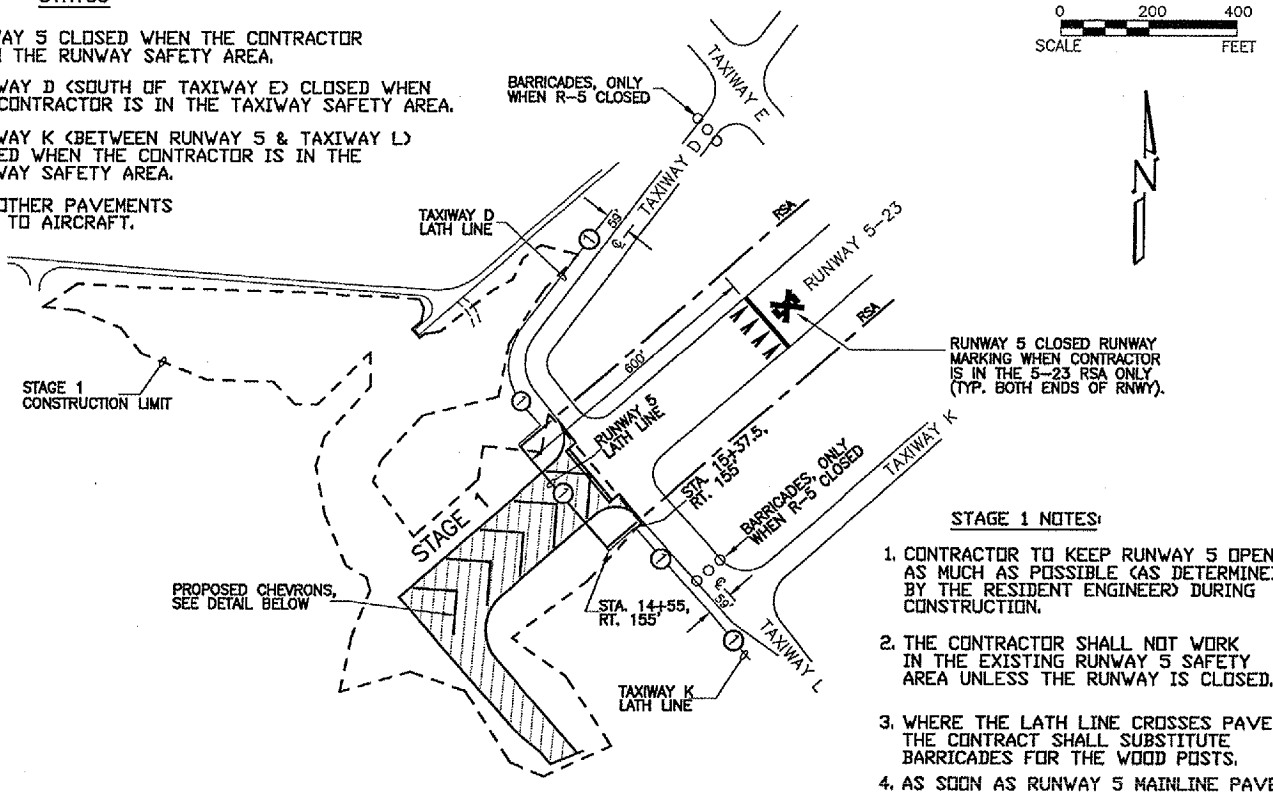 STATUS
WAY 5 CLOSED WHEN THE CONTRACTOR
THE RUNWAY SAFETY AREA.
WAY D (SOUTH OF TAXIWAY E) CLOSED WHEN
CONTRACTOR IS IN THE TAXIWAY SAFETY AREA.
WAY K (BETWEEN RUNWAY 5 & TAXIWAY L)
ED WHEN THE CONTRACTOR IS IN THE
WAY SAFETY AREA.
OTHER PAVEMENTS
TO AIRCRAFT.
0 200 400
SCALE FEET
N
BARRICADES, ONLY
WHEN R-5 CLOSED
TAXIWAY E
TAXIWAY D
TAXIWAY D
LATH LINE
59'
℄
1
RSA
RUNWAY 5-23
RSA
600'
RUNWAY 5 CLOSED RUNWAY
MARKING WHEN CONTRACTOR
IS IN THE 5-23 RSA ONLY
(TYP. BOTH ENDS OF RNWY).
STAGE 1
CONSTRUCTION LIMIT
1
RUNWAY 5
LATH LINE
1
STA. 15+37.5,
RT. 155'
TAXIWAY K
BARRICADES, ONLY
WHEN R-5 CLOSED
STAGE 1
PROPOSED CHEVRONS,
SEE DETAIL BELOW
STA. 14+55,
RT. 155'
1
℄
59'
1
TAXIWAY L
TAXIWAY K
LATH LINE
STAGE 1 NOTES:
1. CONTRACTOR TO KEEP RUNWAY 5 OPEN
AS MUCH AS POSSIBLE (AS DETERMINE
BY THE RESIDENT ENGINEER) DURING
CONSTRUCTION.
2. THE CONTRACTOR SHALL NOT WORK
IN THE EXISTING RUNWAY 5 SAFETY
AREA UNLESS THE RUNWAY IS CLOSED.
3. WHERE THE LATH LINE CROSSES PAVE
THE CONTRACT SHALL SUBSTITUTE
BARRICADES FOR THE WOOD POSTS.
4. AS SOON AS RUNWAY 5 MAINLINE PAVE